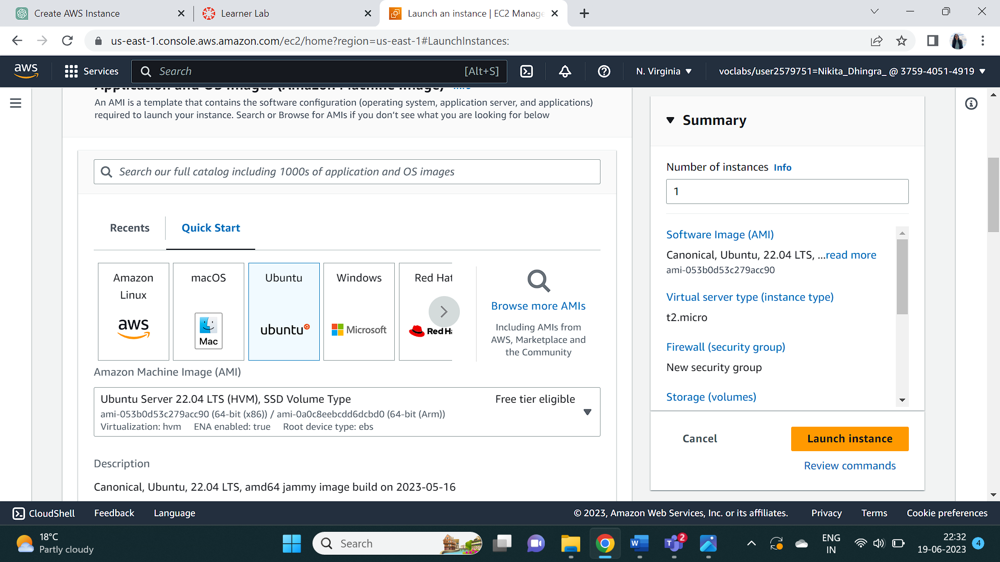 Create AWS Instance
Learner Lab
Launch an instance | EC2 Manage
us-east-1.console.aws.amazon.com/ec2/home?region=us-east-1#LaunchInstances:
aws
Services
Search
[Alt+S]
N. Virginia
voclabs/user2579751=Nikita_Dhingra_ @ 3759-4051-4919
Application and OS Images (Amazon Machine Image) Info
An AMI is a template that contains the software configuration (operating system, application server, and applications)
required to launch your instance. Search or Browse for AMIs if you don’t see what you are looking for below
Search our full catalog including 1000s of application and OS images
Recents
Quick Start
Amazon
Linux
aws
macOS
Mac
Ubuntu
ubuntu
Windows
Microsoft
Red Hat
Red Ha
Browse more AMIs
Including AMIs from
AWS, Marketplace and
the Community
Amazon Machine Image (AMI)
Ubuntu Server 22.04 LTS (HVM), SSD Volume Type
Free tier eligible
ami-053b0d53c279acc90 (64-bit (x86)) / ami-0a0c8eebcdd6dcbd0 (64-bit (Arm))
Virtualization: hvm ENA enabled: true Root device type: ebs
Description
Canonical, Ubuntu, 22.04 LTS, amd64 jammy image build on 2023-05-16
Summary
Number of instances Info
1
Software Image (AMI)
Canonical, Ubuntu, 22.04 LTS, ...read more
ami-053b0d53c279acc90
Virtual server type (instance type)
t2.micro
Firewall (security group)
New security group
Storage (volumes)
Cancel
Launch instance
Review commands
CloudShell
Feedback
Language
© 2023, Amazon Web Services, Inc. or its affiliates.
Privacy
Terms
Cookie preferences
18°C
Partly cloudy
Search
W
T
2
ENG
IN
22:32
19-06-2023
4